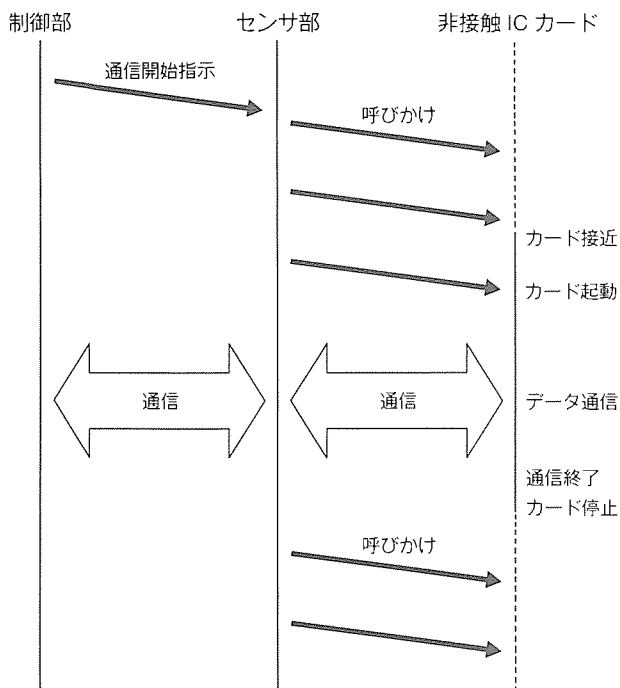 制御部
センサ部
非接触 IC カード
通信開始指示
呼びかけ
カード接近
カード起動
通信
通信
データ通信
通信終了
カード停止
呼びかけ